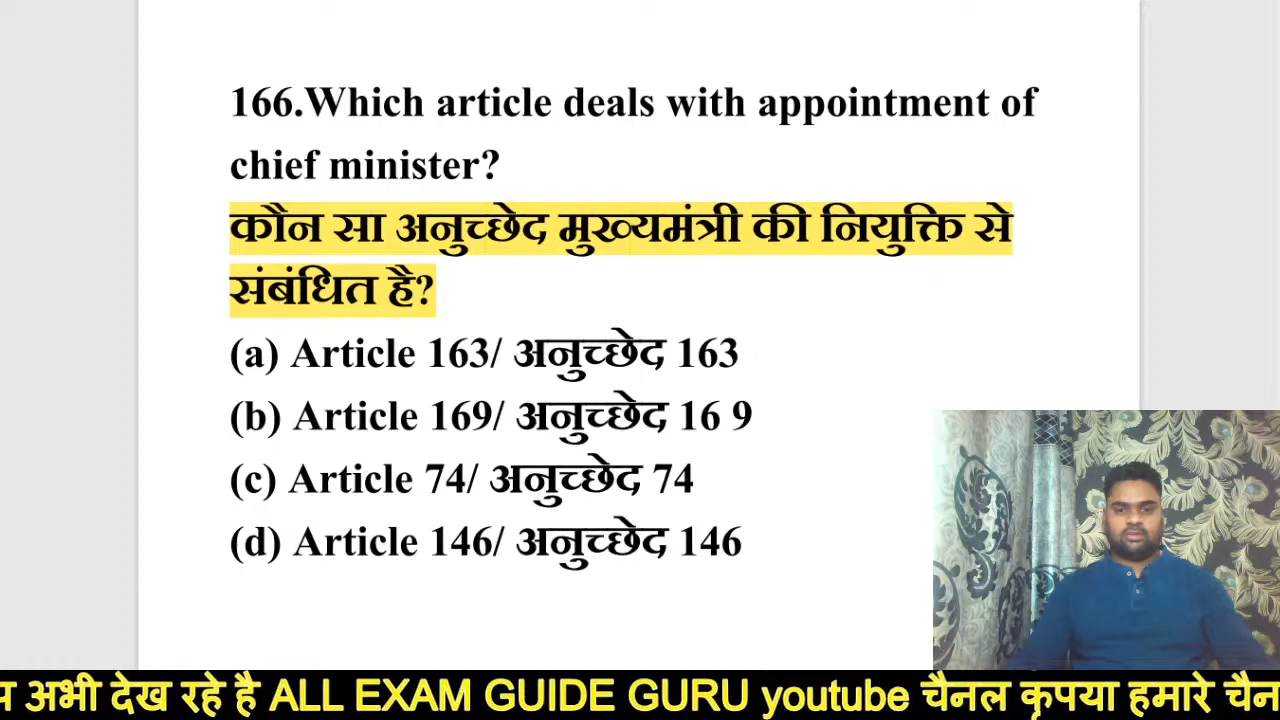 166.Which article deals with appointment of
chief minister?
कौन सा अनुच्छेद मुख्यमंत्री की नियुक्ति से
संबंधित है?
(a) Article 163/ अनुच्छेद 163
(b) Article 169/ अनुच्छेद 16 9
(c) Article 74/ अनुच्छेद 74
(d) Article 146/ अनुच्छेद 146
अभी देख रहे है ALL EXAM GUIDE GURU youtube चैनल कृपया हमारे